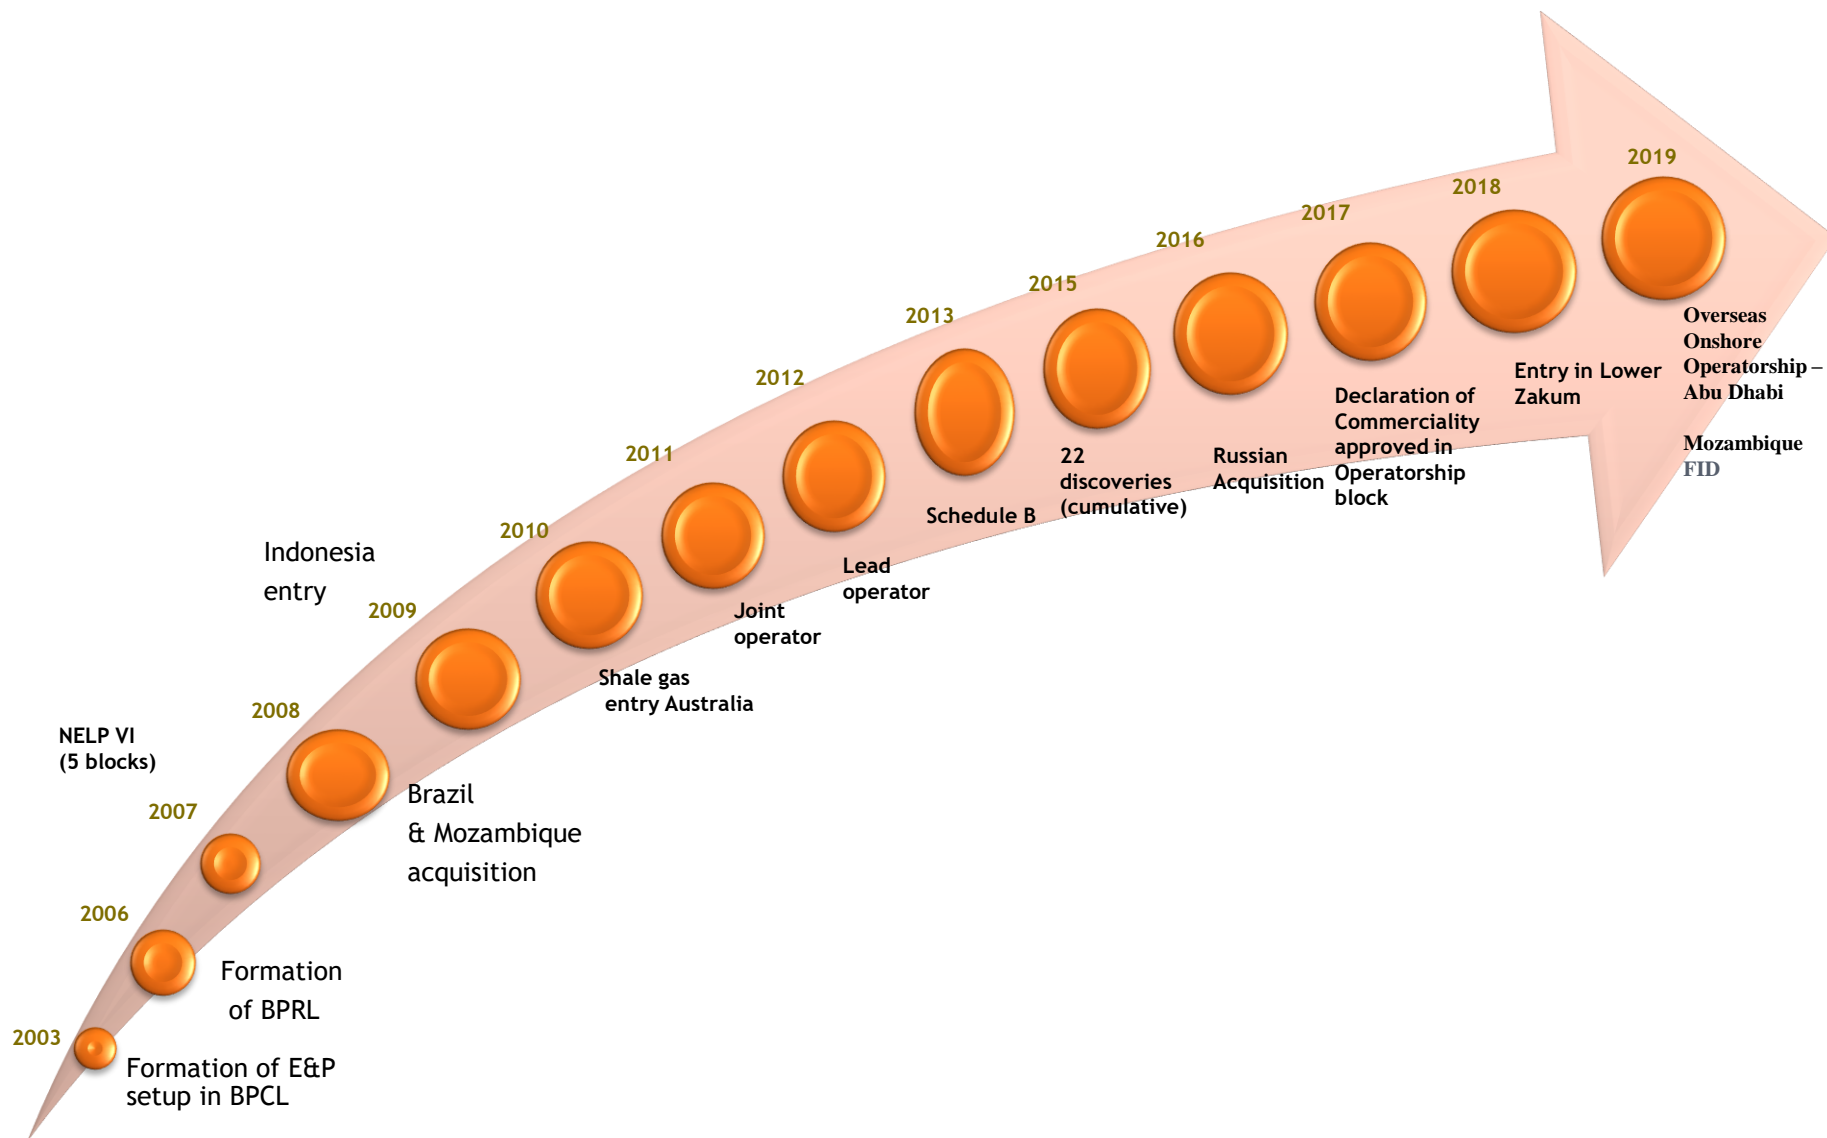 2003
Formation of E&P
setup in BPCL
2006
Formation
of BPRL
2007
NELP VI
(5 blocks)
2008
Brazil
& Mozambique
acquisition
2009
Indonesia
entry
2010
Shale gas
entry Australia
2011
Joint
operator
2012
Lead
operator
2013
Schedule B
2015
22
discoveries
(cumulative)
2016
Russian
Acquisition
2017
Declaration of
Commerciality
approved in
Operatorship
block
2018
Entry in Lower
Zakum
2019
Overseas
Onshore
Operatorship –
Abu Dhabi
Mozambique
FID